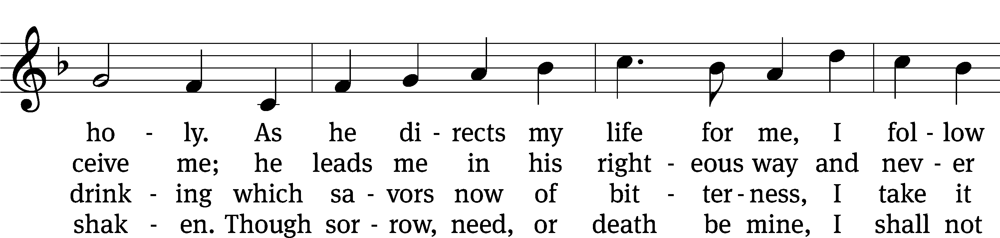 ho - ly. As he di - rects my life for me, I fol - low
ceive me; he leads me in his right - eous way and nev - er
drink - ing which sa - vors now of bit - ter - ness, I take it
shak - en. Though sor - row, need, or death be mine, I shall not